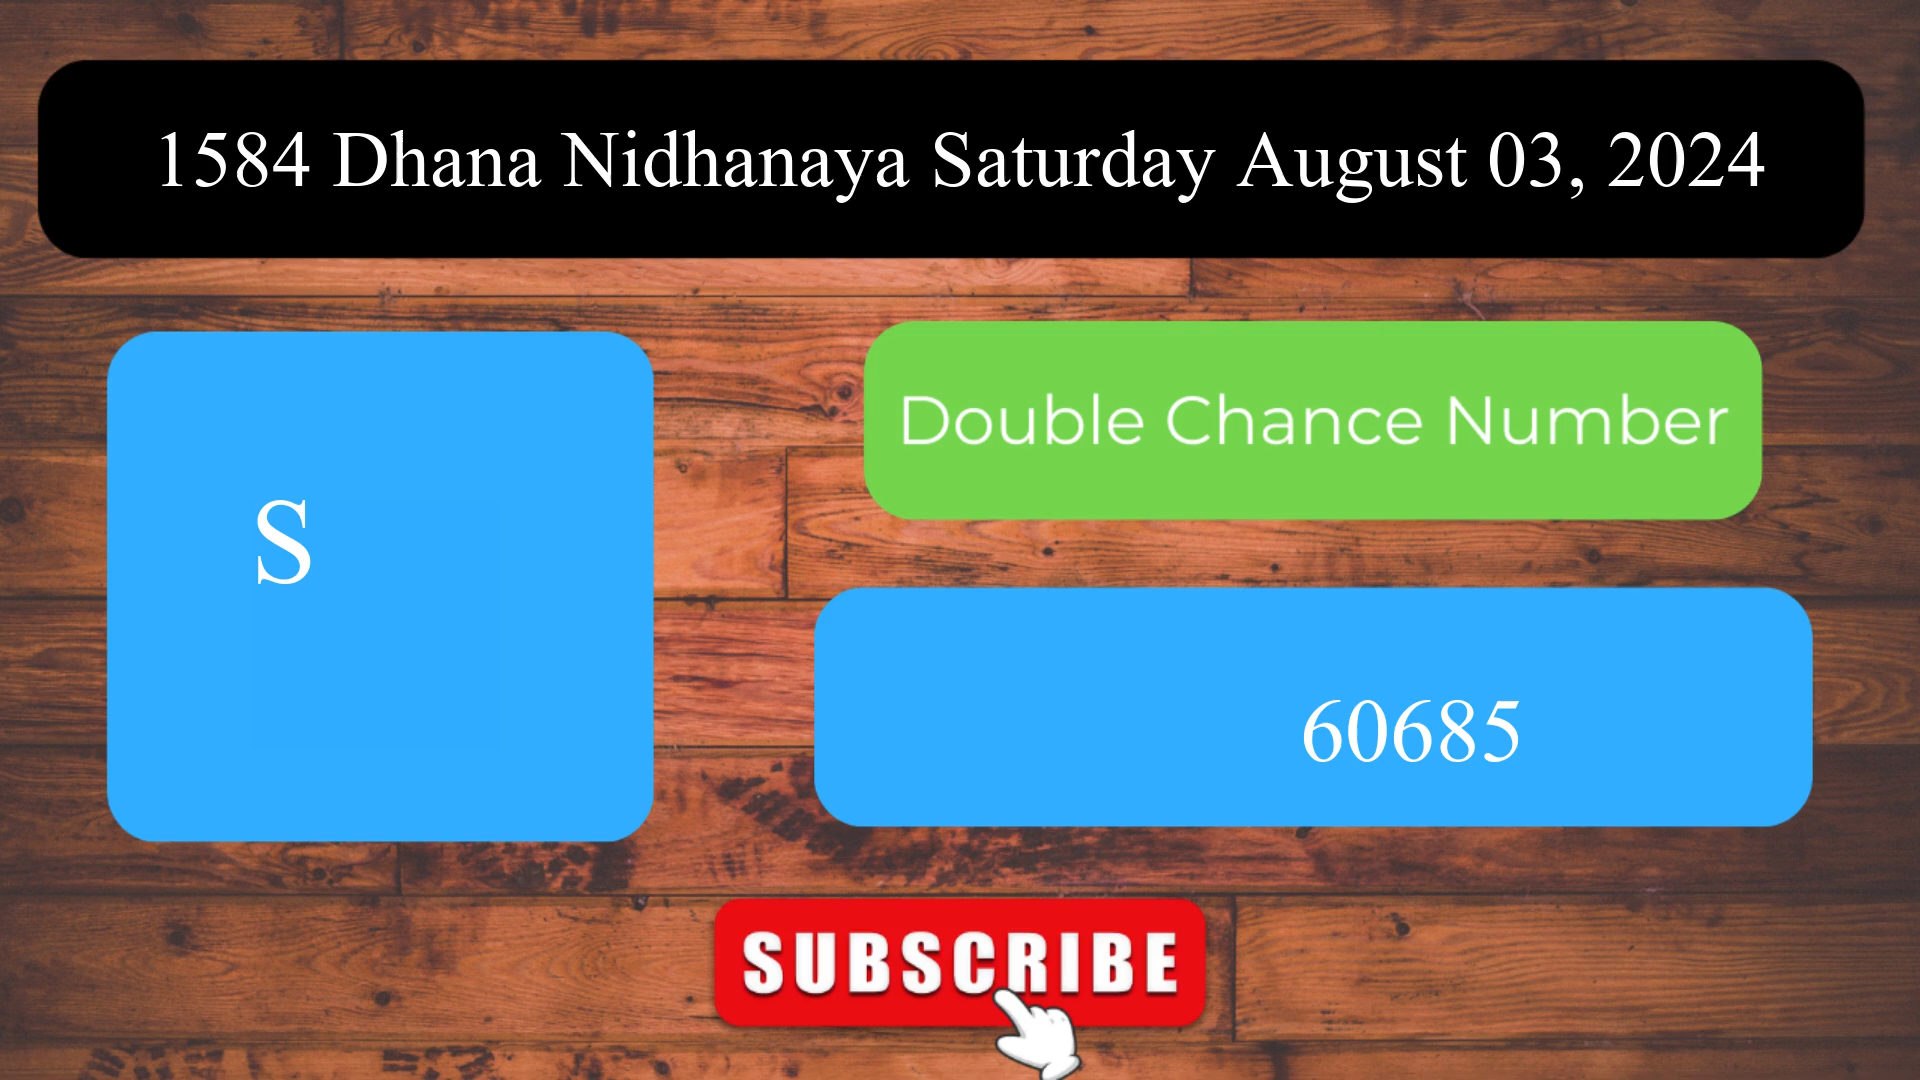 1584 Dhana Nidhanaya Saturday August 03, 2024
S
Double Chance Number
60685
SUBSCRIBE